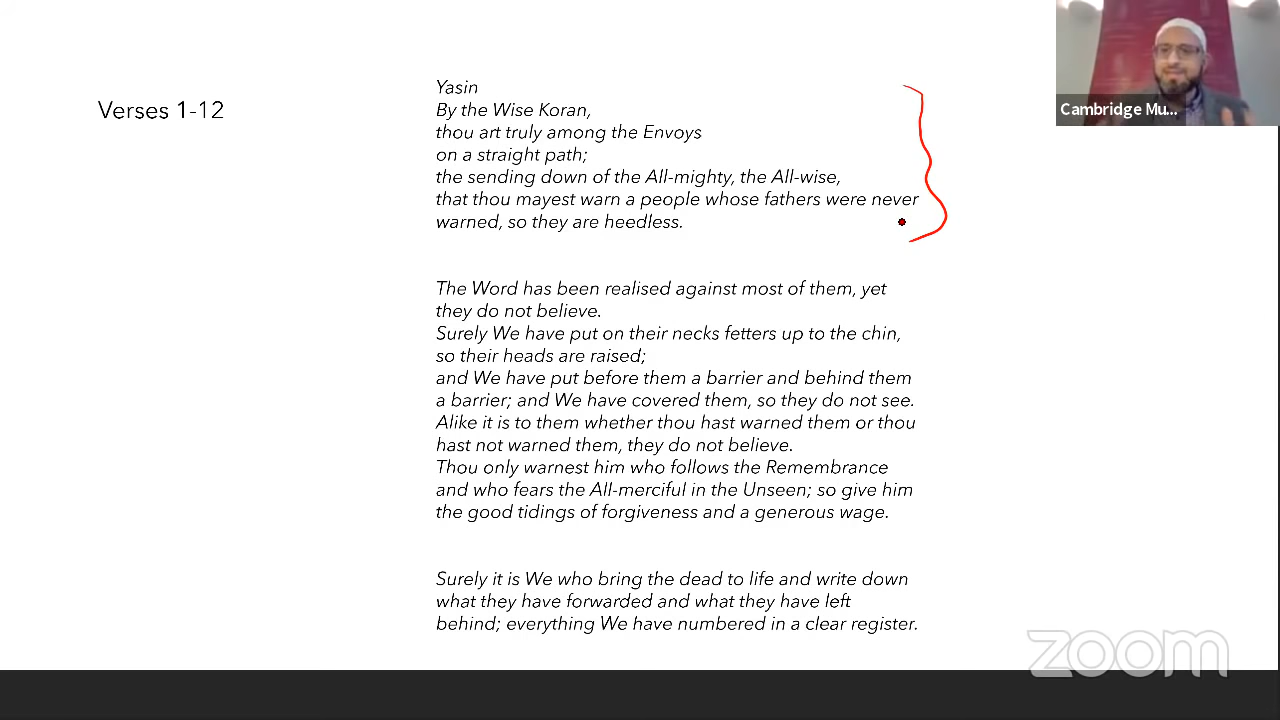 Verses 1-12
Yasin
By the Wise Koran,
thou art truly among the Envoys
on a straight path;
the sending down of the All-mighty, the All-wise,
that thou mayest warn a people whose fathers were never
warned, so they are heedless.
The Word has been realised against most of them, yet
they do not believe.
Surely We have put on their necks fetters up to the chin,
so their heads are raised;
and We have put before them a barrier and behind them
a barrier; and We have covered them, so they do not see.
Alike it is to them whether thou hast warned them or thou
hast not warned them, they do not believe.
Thou only warnest him who follows the Remembrance
and who fears the All-merciful in the Unseen; so give him
the good tidings of forgiveness and a generous wage.
Surely it is We who bring the dead to life and write down
what they have forwarded and what they have left
behind; everything We have numbered in a clear register.
Cambridge Mu...
zoom